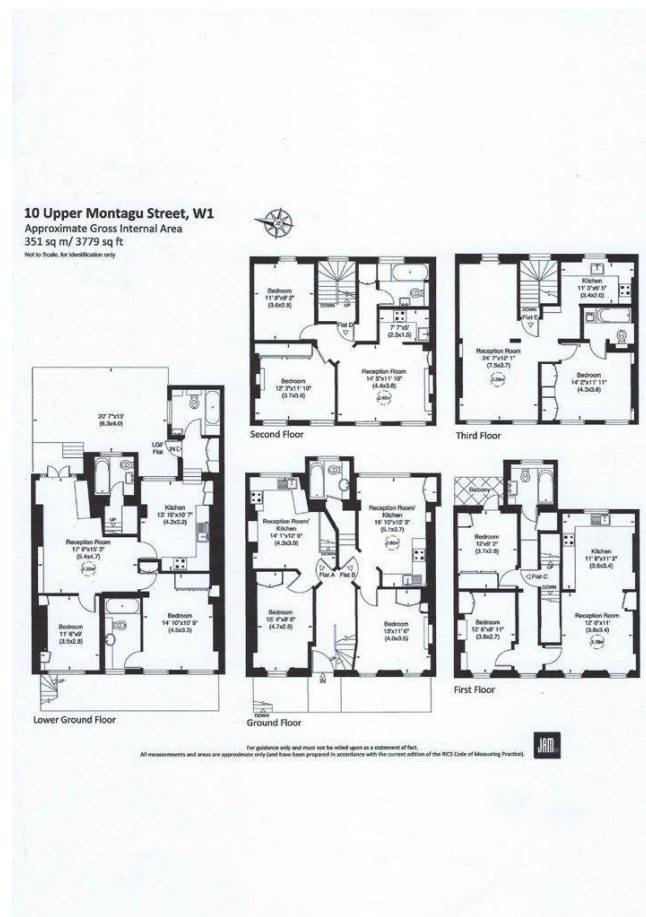 10 Upper Montagu Street, W1
Approximate Gross Internal Area
351 sq m/ 3779 sq ft
Not to Scale, for identification only
N
Bedroom
11' 8"x9' 2"
(3.6x2.8)
DOWN
UP
Flat D
7' 7"x5'
(2.3x1.5)
Bedroom
12' 3"x11' 10"
(3.7x3.6)
Reception Room
14' 5"x11' 10"
(4.4x3.6)
Second Floor
Kitchen
11' 3"x6' 5"
(3.4x2.0)
DOWN
Flat E
Reception Room
24' 7"x12' 1"
(7.5x3.7)
Bedroom
14' 2"x11' 11"
(4.3x3.6)
Third Floor
20' 7"x13'
(6.3x4.0)
LGF
Flat
IN
Kitchen
13' 10"x10' 7"
(4.2x3.2)
UP
Reception Room
17' 9"x15' 3"
(5.4x4.7)
Bedroom
11' 6"x9'
(3.5x2.8)
Bedroom
14' 10"x10' 9"
(4.5x3.3)
UP
Lower Ground Floor
Reception Room/
Kitchen
14' 1"x12' 9"
(4.3x3.9)
Reception Room/
Kitchen
16' 10"x12' 3"
(5.1x3.7)
DOWN
Flat A
Flat B
Bedroom
15' 4"x8' 6"
(4.7x2.6)
Bedroom
13'x11' 6"
(4.0x3.5)
UP
IN
DOWN
Ground Floor
Balcony
Bedroom
12'x9' 2"
(3.7x2.8)
UP
Flat C
DOWN
Kitchen
11' 8"x11' 2"
(3.6x3.4)
Bedroom
12' 6"x8' 11"
(3.8x2.7)
Reception Room
12' 8"x11'
(3.8x3.4)
First Floor
For guidance only and must not be relied upon as a statement of fact.
All measurements and areas are approximate only (and have been prepared in accordance with the current edition of the RICS Code of Measuring Practice).
JAM